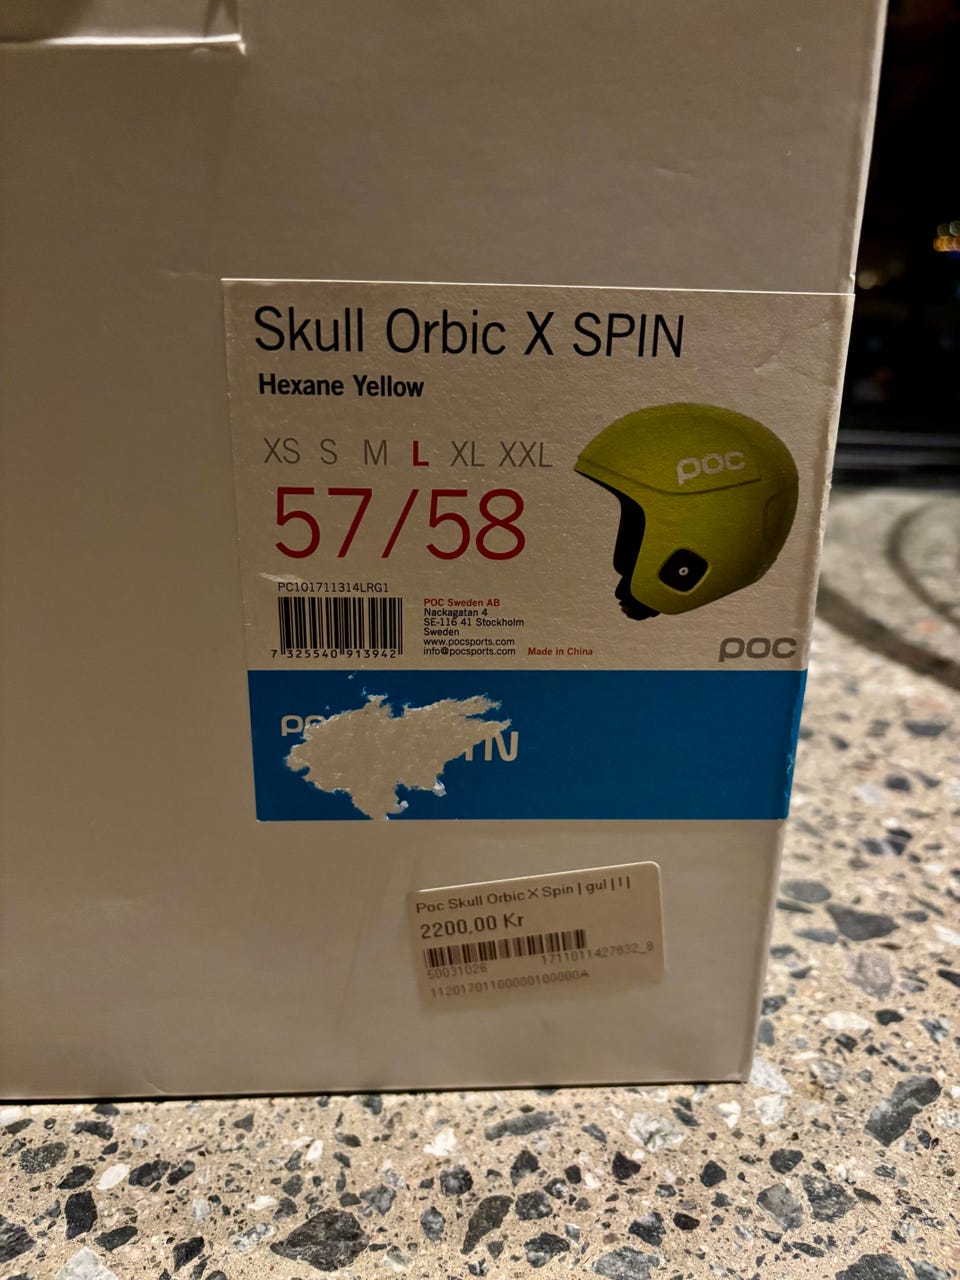 Skull Orbic X SPIN
Hexane Yellow
XS S M L XL XXL
57/58
poc
PC101711314LRG1
7 325540 913942
POC Sweden AB
Nackagatan 4
SE-116 41 Stockholm
Sweden
www.pocsports.com
info@pocsports.com Made in China
poc
Poc Skull Orbic X Spin | gul | l |
2200,00 Kr
50031026 1711011427832_8